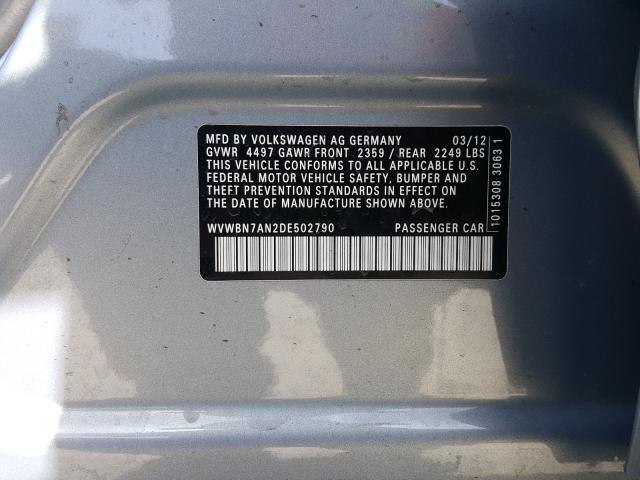 MFD BY VOLKSWAGEN AG GERMANY 03/12
GVWR 4497 GAWR FRONT 2359 / REAR 2249 LBS
THIS VEHICLE CONFORMS TO ALL APPLICABLE U.S.
FEDERAL MOTOR VEHICLE SAFETY, BUMPER AND
THEFT PREVENTION STANDARDS IN EFFECT ON
THE DATE OF MANUFACTURE SHOWN ABOVE.
WVWBN7AN2DE502790 PASSENGER CAR
1015308 3063 1